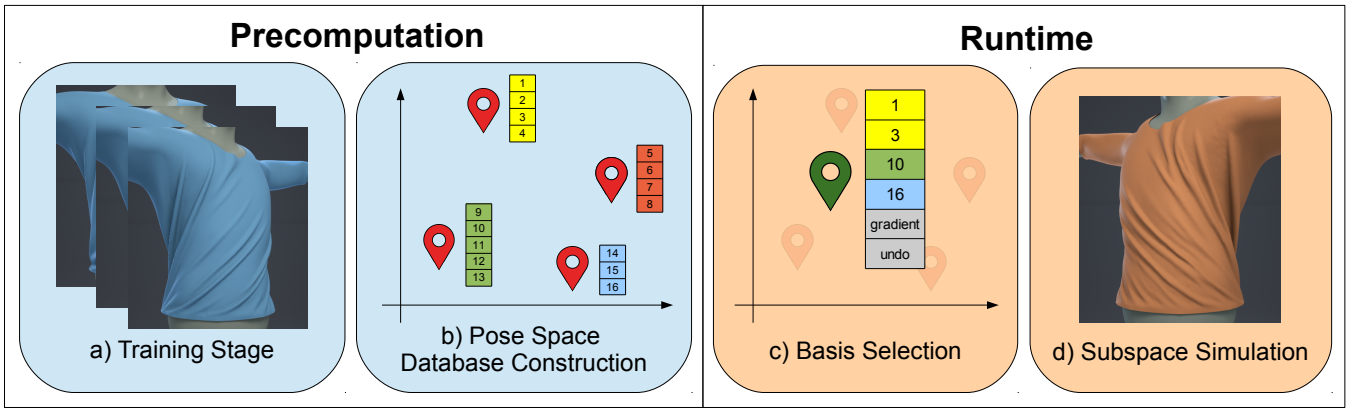 Precomputation
1
2
3
4
5
6
7
8
9
10
11
12
13
14
15
16
a) Training Stage
b) Pose Space
Database Construction
Runtime
1
3
10
16
gradient
undo
c) Basis Selection
d) Subspace Simulation